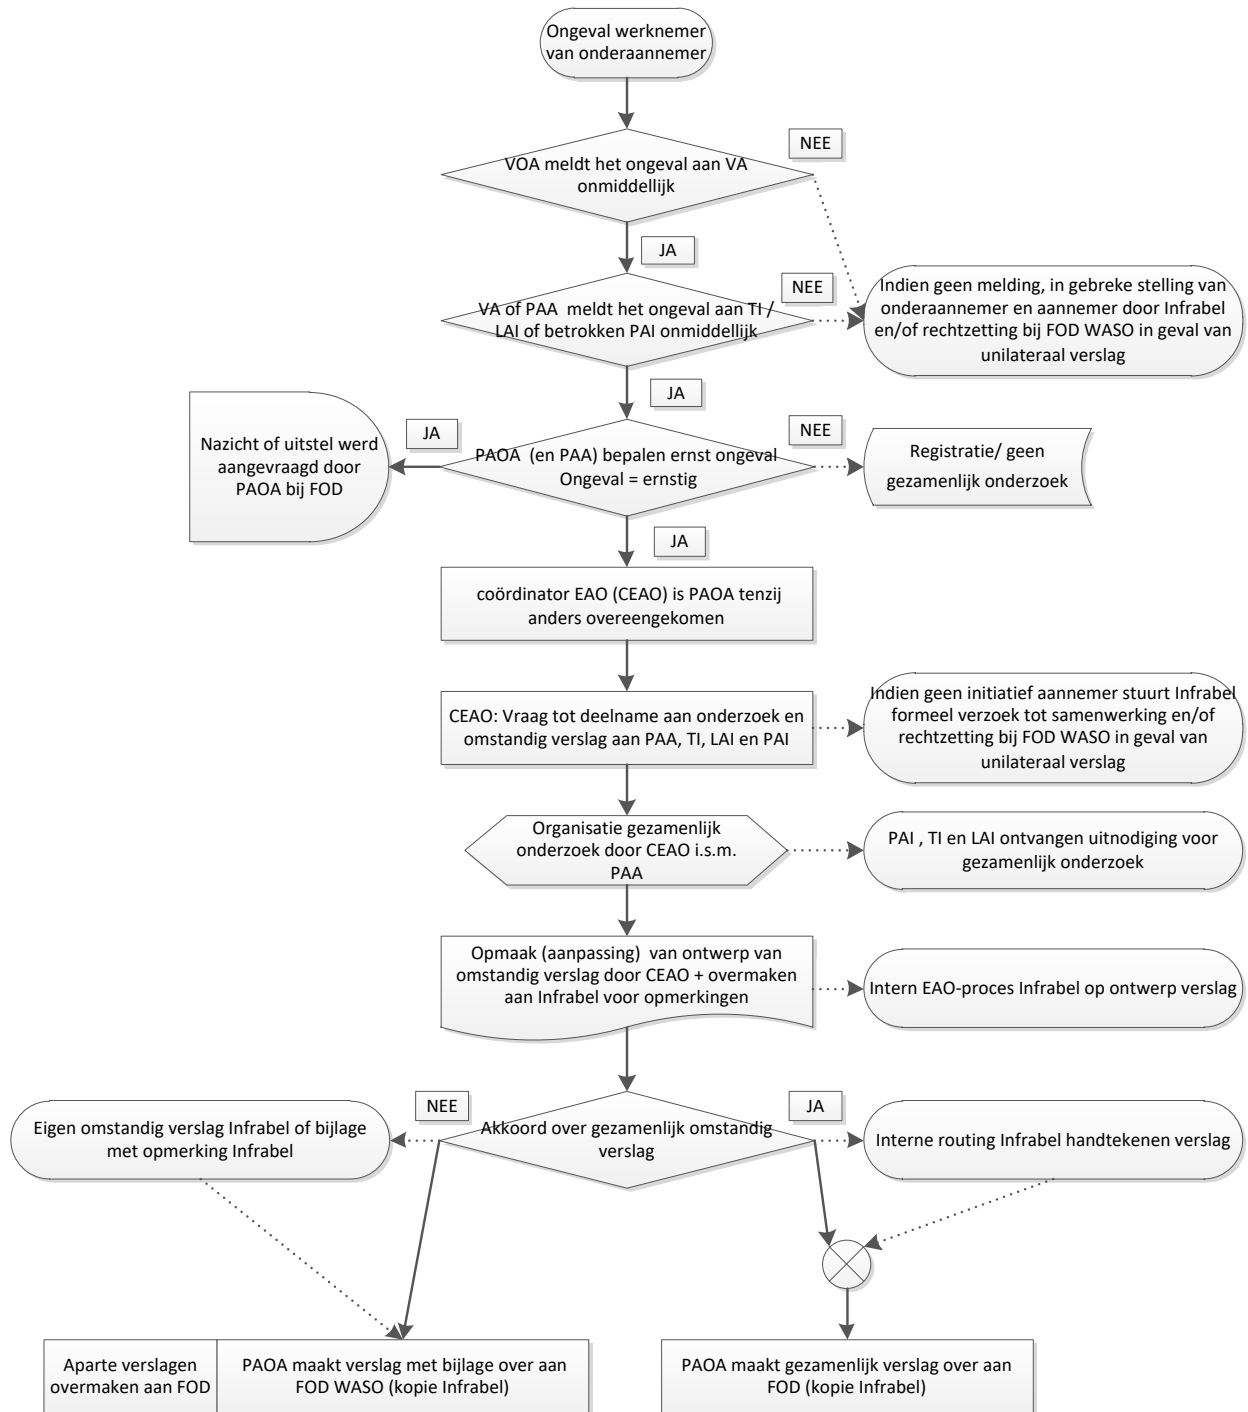 Ongeval werknemer
van onderaannemer
NEE
VOA meldt het ongeval aan VA
onmiddellijk
JA
NEE
VA of PAA meldt het ongeval aan TI /
LAI of betrokken PAI onmiddellijk
Indien geen melding, in gebreke stelling van
onderaannemer en aannemer door Infrabel
en/of rechtzetting bij FOD WASO in geval van
unilateraal verslag
JA
JA
NEE
Nazicht of uitstel werd
aangevraagd door
PAOA bij FOD
PAOA (en PAA) bepalen ernst ongeval
Ongeval = ernstig
Registratie/ geen
gezamenlijk onderzoek
JA
coördinator EAO (CEAO) is PAOA tenzij
anders overeengekomen
CEAO: Vraag tot deelname aan onderzoek en
omstandig verslag aan PAA, TI, LAI en PAI
Indien geen initiatief aannemer stuurt Infrabel
formeel verzoek tot samenwerking en/of
rechtzetting bij FOD WASO in geval van
unilateraal verslag
Organisatie gezamenlijk
onderzoek door CEAO i.s.m.
PAA
PAI , TI en LAI ontvangen uitnodiging voor
gezamenlijk onderzoek
Opmaak (aanpassing) van ontwerp van
omstandig verslag door CEAO + overmaken
aan Infrabel voor opmerkingen
Intern EAO-proces Infrabel op ontwerp verslag
NEE
JA
Eigen omstandig verslag Infrabel of bijlage
met opmerking Infrabel
Akkoord over gezamenlijk omstandig
verslag
Interne routing Infrabel handtekenen verslag
Aparte verslagen
overmaken aan FOD
PAOA maakt verslag met bijlage over aan
FOD WASO (kopie Infrabel)
PAOA maakt gezamenlijk verslag over aan
FOD (kopie Infrabel)